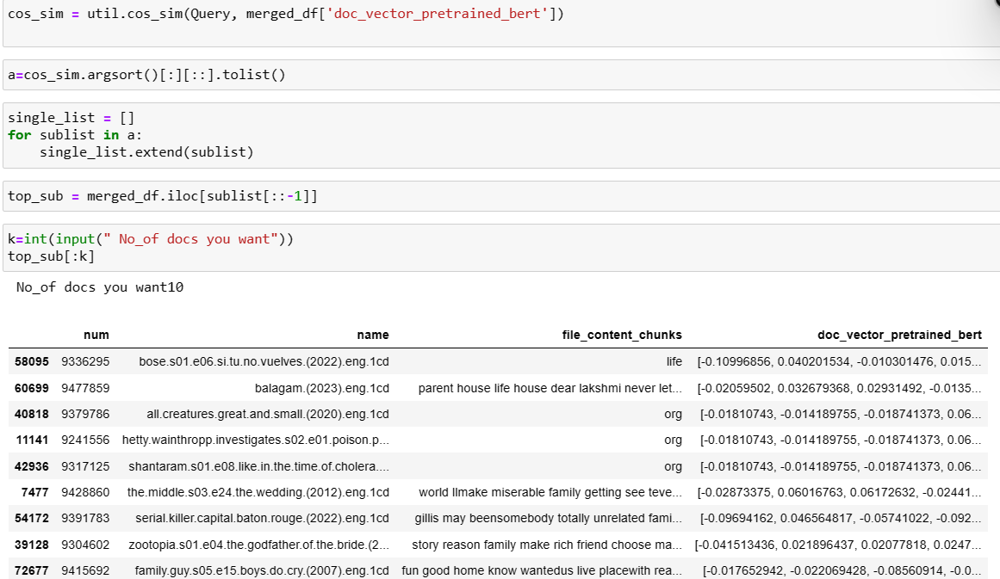 cos_sim = util.cos_sim(Query, merged_df['doc_vector_pretrained_bert'])
a=cos_sim.argsort()[:][::].tolist()
single_list = []
for sublist in a:
    single_list.extend(sublist)
top_sub = merged_df.iloc[sublist[::-1]]
k=int(input(" No_of docs you want"))
top_sub[:k]
No_of docs you want10
num name file_content_chunks doc_vector_pretrained_bert
58095 9336295 bose.s01.e06.si.tu.no.vuelves.(2022).eng.1cd life [-0.10996856, 0.040201534, -0.010301476, 0.015...
60699 9477859 balagam.(2023).eng.1cd parent house life house dear lakshmi never let... [-0.02059502, 0.032679368, 0.02931492, -0.0135...
40818 9379786 all.creatures.great.and.small.(2020).eng.1cd org [-0.01810743, -0.014189755, -0.018741373, 0.06...
11141 9241556 hetty.wainthropp.investigates.s02.e01.poison.p... org [-0.01810743, -0.014189755, -0.018741373, 0.06...
42936 9317125 shantaram.s01.e08.like.in.the.time.of.cholera.... org [-0.01810743, -0.014189755, -0.018741373, 0.06...
7477 9428860 the.middle.s03.e24.the.wedding.(2012).eng.1cd world llmake miserable family getting see teve... [-0.02873375, 0.06016763, 0.06172632, -0.02441...
54172 9391783 serial.killer.capital.baton.rouge.(2022).eng.1cd gillis may beensomebody totally unrelated fami... [-0.09694162, 0.046564817, -0.05741022, -0.092...
39128 9304602 zootopia.s01.e04.the.godfather.of.the.bride.(2... story reason family make rich friend choose ma... [-0.041513436, 0.021896437, 0.02077818, 0.0247...
72677 9415692 family.guy.s05.e15.boys.do.cry.(2007).eng.1cd fun good home know wantedus live placewith rea... [-0.017652942, -0.022069428, -0.08560914, -0.0...